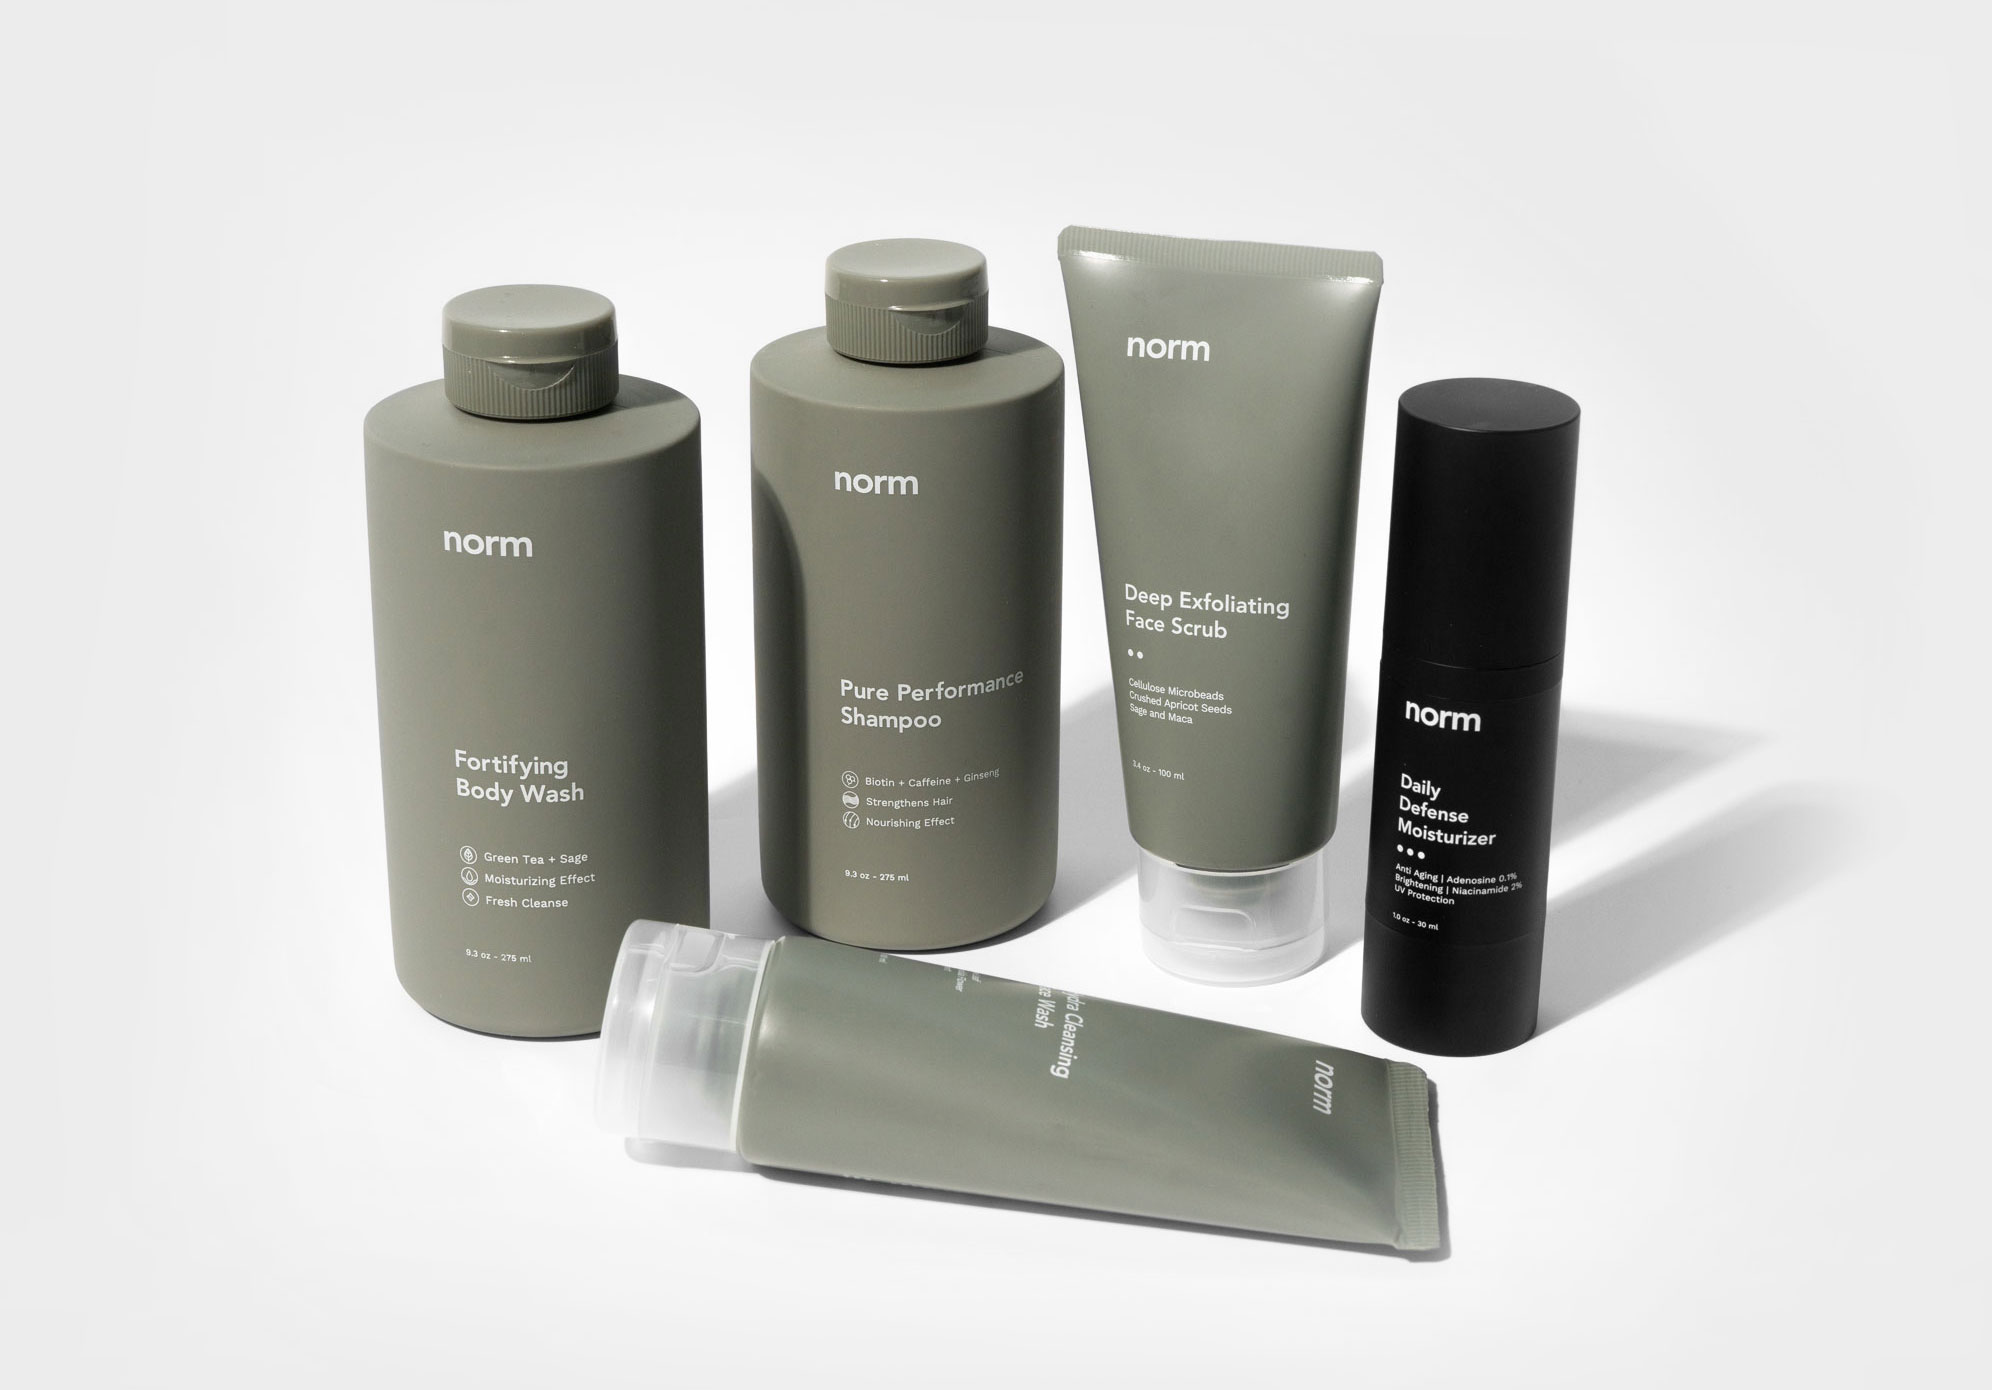 norm
Fortifying
Body Wash
Green Tea + Sage
Moisturizing Effect
Fresh Cleanse
9.3 oz - 275 ml
norm
Pure Performance
Shampoo
Biotin + Caffeine + Ginseng
Strengthens Hair
Nourishing Effect
9.3 oz - 275 ml
norm
Deep Exfoliating
Face Scrub
Cellulose Microbeads
Crushed Apricot Seeds
Sage and Maca
3.4 oz - 100 ml
norm
Daily
Defense
Moisturizer
Anti Aging | Adenosine 0.1%
Brightening | Niacinamide 2%
UV Protection
1.0 oz - 30 ml
norm
Cleansing
Wash